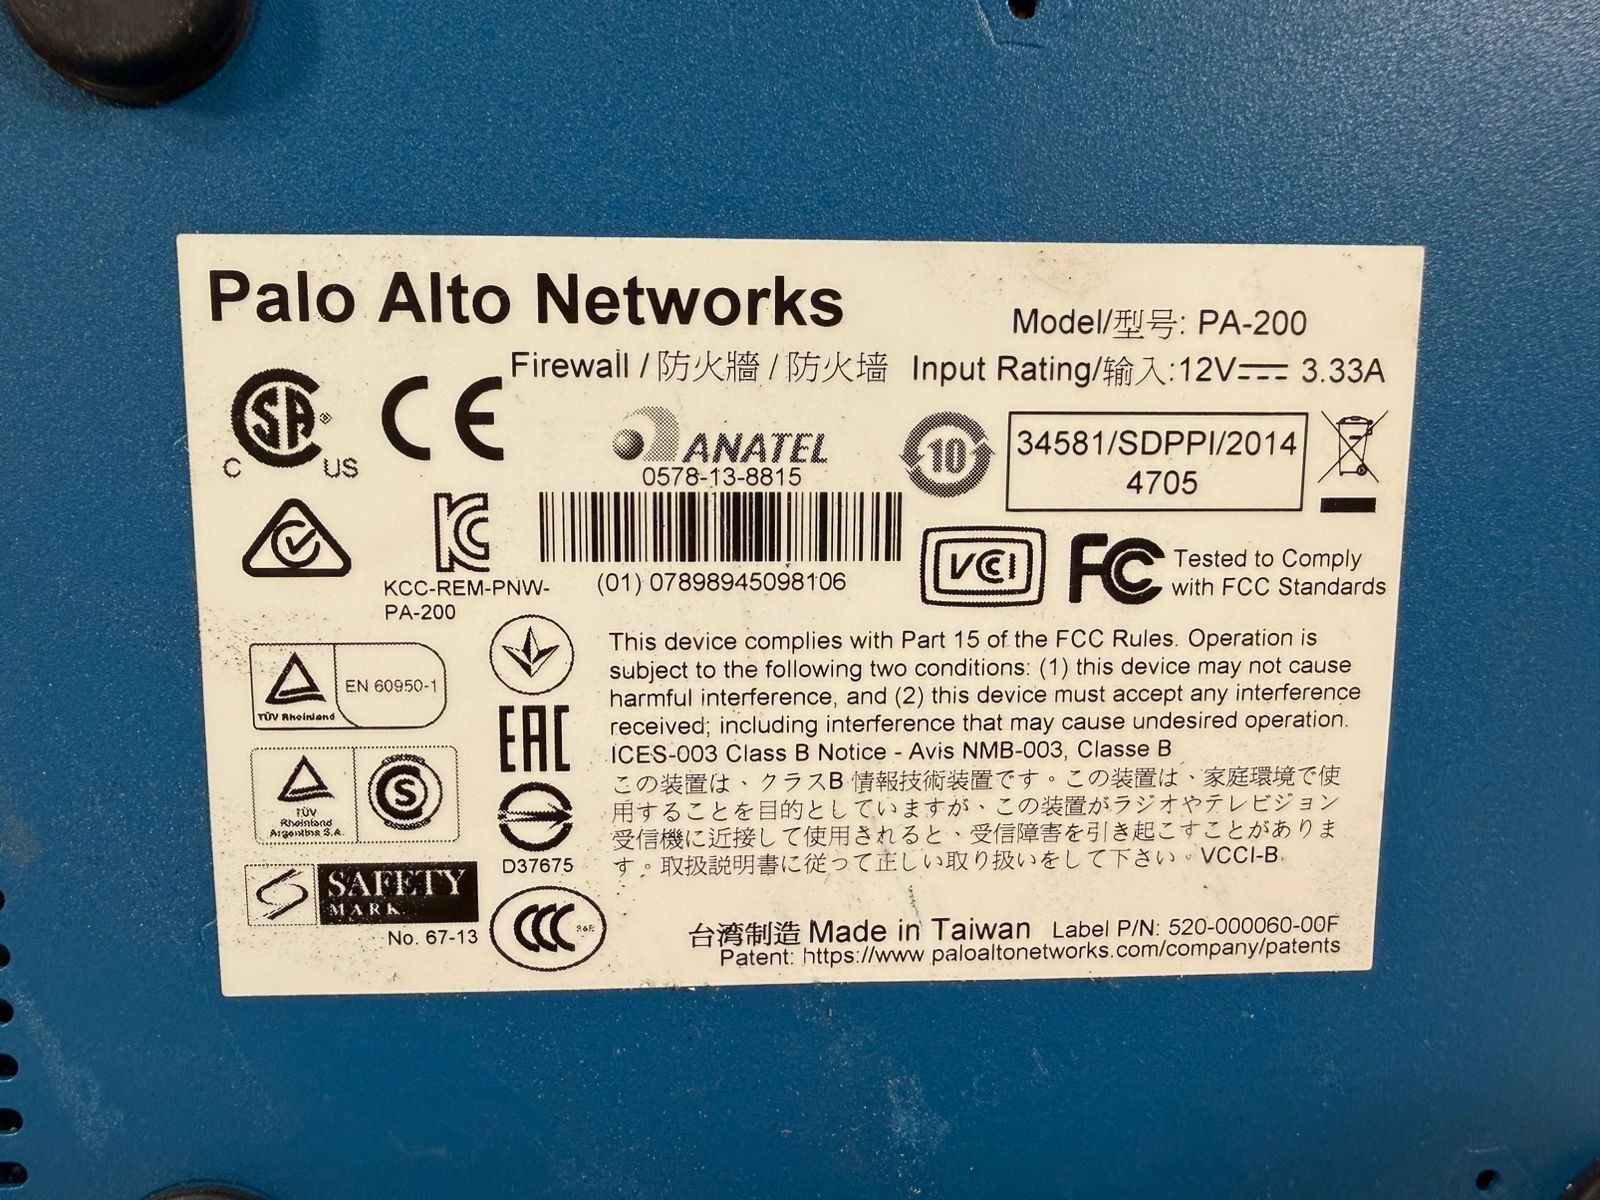 Palo Alto Networks
Model/型号: PA-200
Firewall / 防火牆 / 防火墙
Input Rating/输入:12V⎓ 3.33A
SA
C US
CE
ANATEL
0578-13-8815
10
34581/SDPPI/2014
4705
KC
KCC-REM-PNW-
PA-200
(01) 07898945098106
VCI
FC Tested to Comply
with FCC Standards
TÜV Rheinland
EN 60950-1
This device complies with Part 15 of the FCC Rules. Operation is
subject to the following two conditions: (1) this device may not cause
harmful interference, and (2) this device must accept any interference
received; including interference that may cause undesired operation.
ICES-003 Class B Notice - Avis NMB-003, Classe B
この装置は、クラスB 情報技術装置です。この装置は、家庭環境で使
用することを目的としていますが、この装置がラジオやテレビジョン
受信機に近接して使用されると、受信障害を引き起こすことがありま
す。取扱説明書に従って正しい取り扱いをして下さい。VCCI-B
EAC
TÜV
Rheinland
Argentina S.A.
S
D37675
SAFETY
MARK
No. 67-13
CCC
台湾制造 Made in Taiwan Label P/N: 520-000060-00F
Patent: https://www.paloaltonetworks.com/company/patents